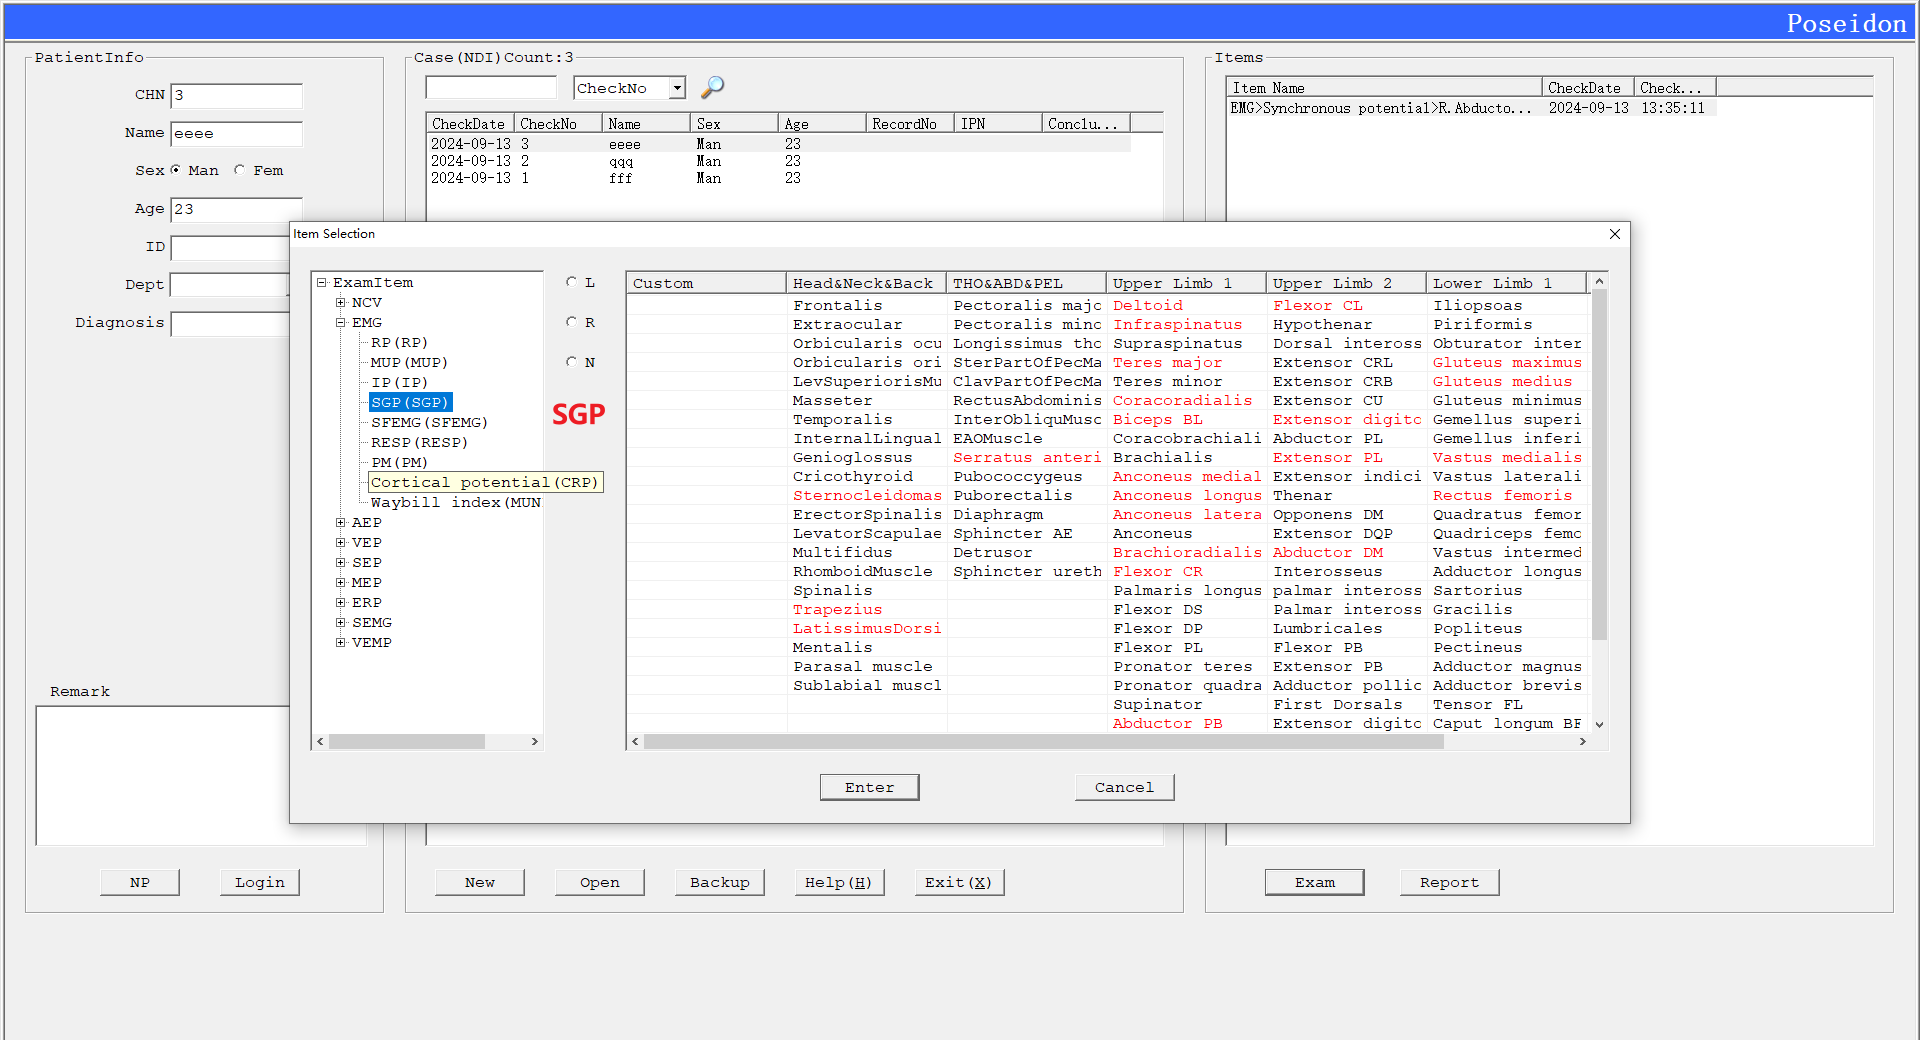 Poseidon
PatientInfo
CHN 3
Name eeee
Sex Man Fem
Age 23
ID
Dept
Diagnosis
Remark
NP Login
Case(NDI)Count:3
CheckNo
CheckDate CheckNo Name Sex Age RecordNo IPN Conclu...
2024-09-13 3 eeee Man 23
2024-09-13 2 qqq Man 23
2024-09-13 1 fff Man 23
New Open Backup Help(H) Exit(X)
Items
Item Name CheckDate Check...
EMG>Synchronous potential>R.Abducto... 2024-09-13 13:35:11
Exam Report
Item Selection
ExamItem
NCV
EMG
RP(RP)
MUP(MUP)
IP(IP)
SGP(SGP)
SFEMG(SFEMG)
RESP(RESP)
PM(PM)
Cortical potential(CRP)
Waybill index(MUN
AEP
VEP
SEP
MEP
ERP
SEMG
VEMP
L
R
N
SGP
Custom Head&Neck&Back THO&ABD&PEL Upper Limb 1 Upper Limb 2 Lower Limb 1
Frontalis Pectoralis majc Deltoid Flexor CL Iliopsoas
Extraocular Pectoralis minc Infraspinatus Hypothenar Piriformis
Orbicularis ocu Longissimus thc Supraspinatus Dorsal inteross Obturator inter
Orbicularis ori SterPartOfPecMa Teres major Extensor CRL Gluteus maximus
LevSuperiorisMu ClavPartOfPecMa Teres minor Extensor CRB Gluteus medius
Masseter RectusAbdominis Coracoradialis Extensor CU Gluteus minimus
Temporalis InterObliquMusc Biceps BL Extensor digitc Gemellus superi
InternalLingual EAOMuscle Coracobrachiali Abductor PL Gemellus inferi
Genioglossus Serratus anteri Brachialis Extensor PL Vastus medialis
Cricothyroid Pubococcygeus Anconeus medial Extensor indici Vastus laterali
Sternocleidomas Puborectalis Anconeus longus Thenar Rectus femoris
ErectorSpinalis Diaphragm Anconeus latera Opponens DM Quadratus femor
LevatorScapulae Sphincter AE Anconeus Extensor DQP Quadriceps femc
Multifidus Detrusor Brachioradialis Abductor DM Vastus intermed
RhomboidMuscle Sphincter ureth Flexor CR Interosseus Adductor longus
Spinalis Palmaris longus palmar inteross Sartorius
Trapezius Flexor DS Palmar inteross Gracilis
LatissimusDorsi Flexor DP Lumbricales Popliteus
Mentalis Flexor PL Flexor PB Pectineus
Parasal muscle Pronator teres Extensor PB Adductor magnus
Sublabial muscl Pronator quadra Adductor pollic Adductor brevis
Supinator First Dorsals Tensor FL
Abductor PB Extensor digitc Caput longum BF
Enter Cancel